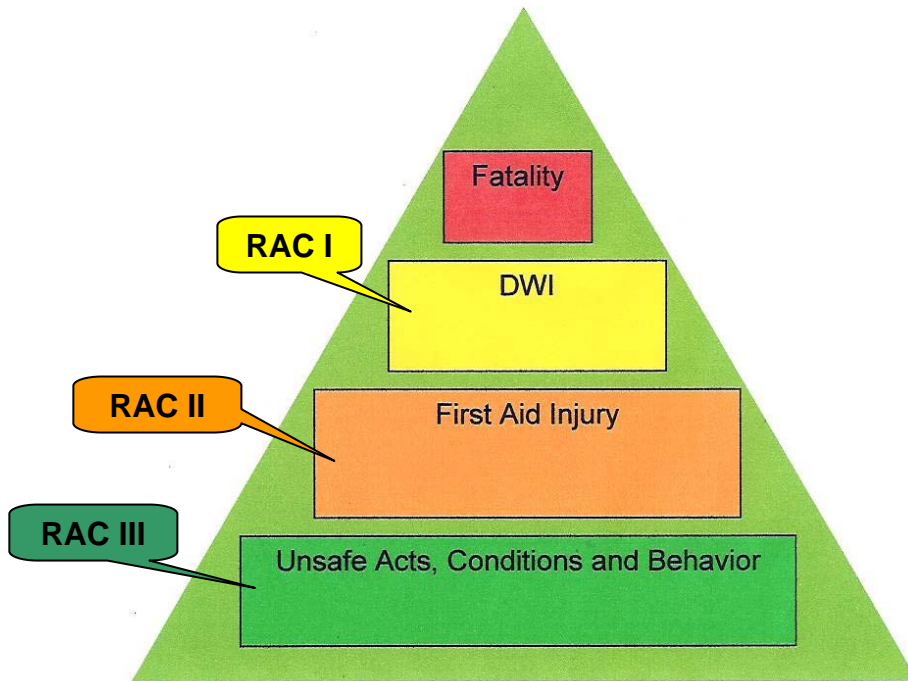 Fatality
RAC I
DWI
RAC II
First Aid Injury
RAC III
Unsafe Acts, Conditions and Behavior